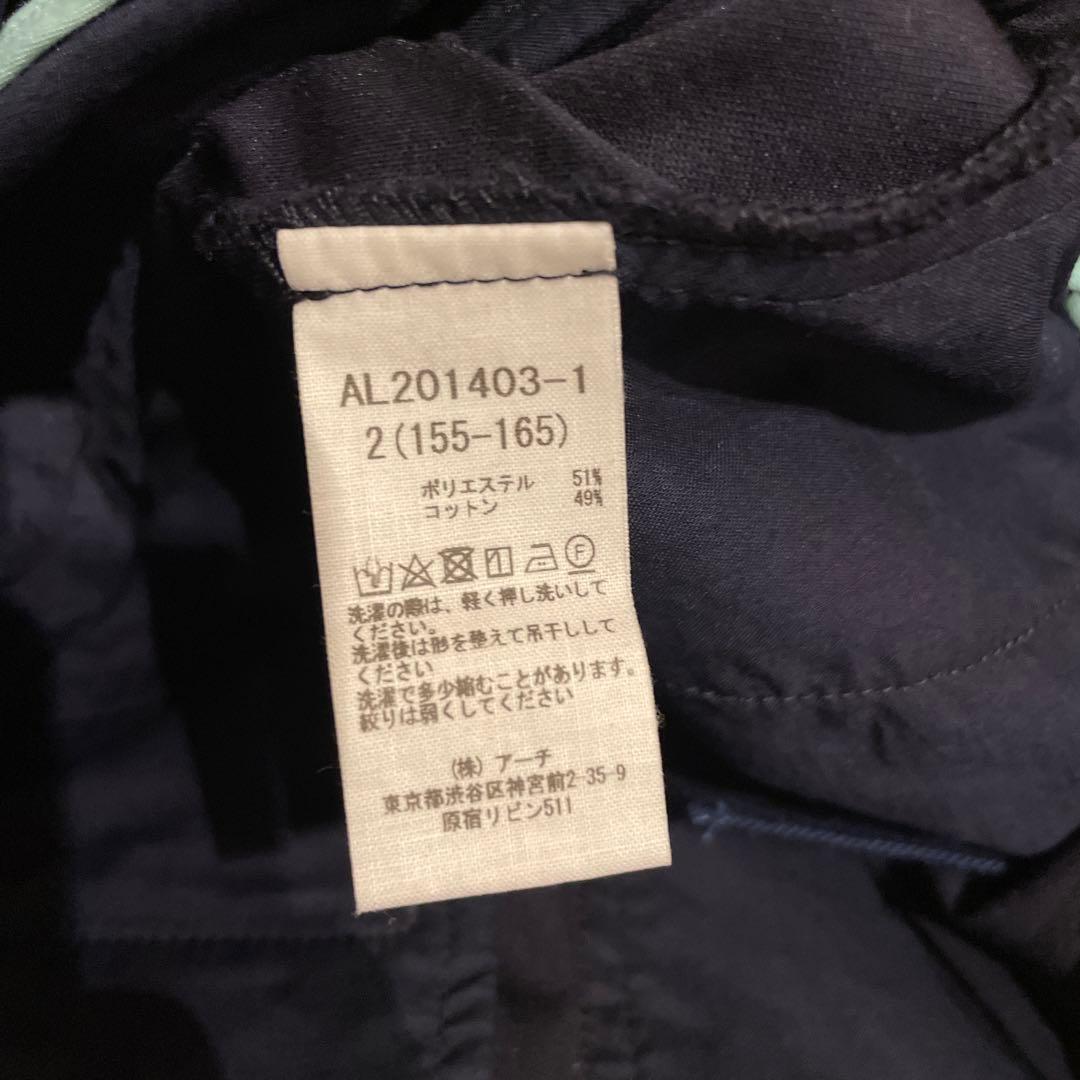 AL201403-1
2(155-165)
ポリエステル 51%
コットン 49%
F
洗濯の際は、軽く押し洗いして
ください。
洗濯後は形を整えて吊干しして
ください
洗濯で多少縮むことがあります。
絞りは弱くしてください
(株) アーチ
東京都渋谷区神宮前2-35-9
原宿リビン511